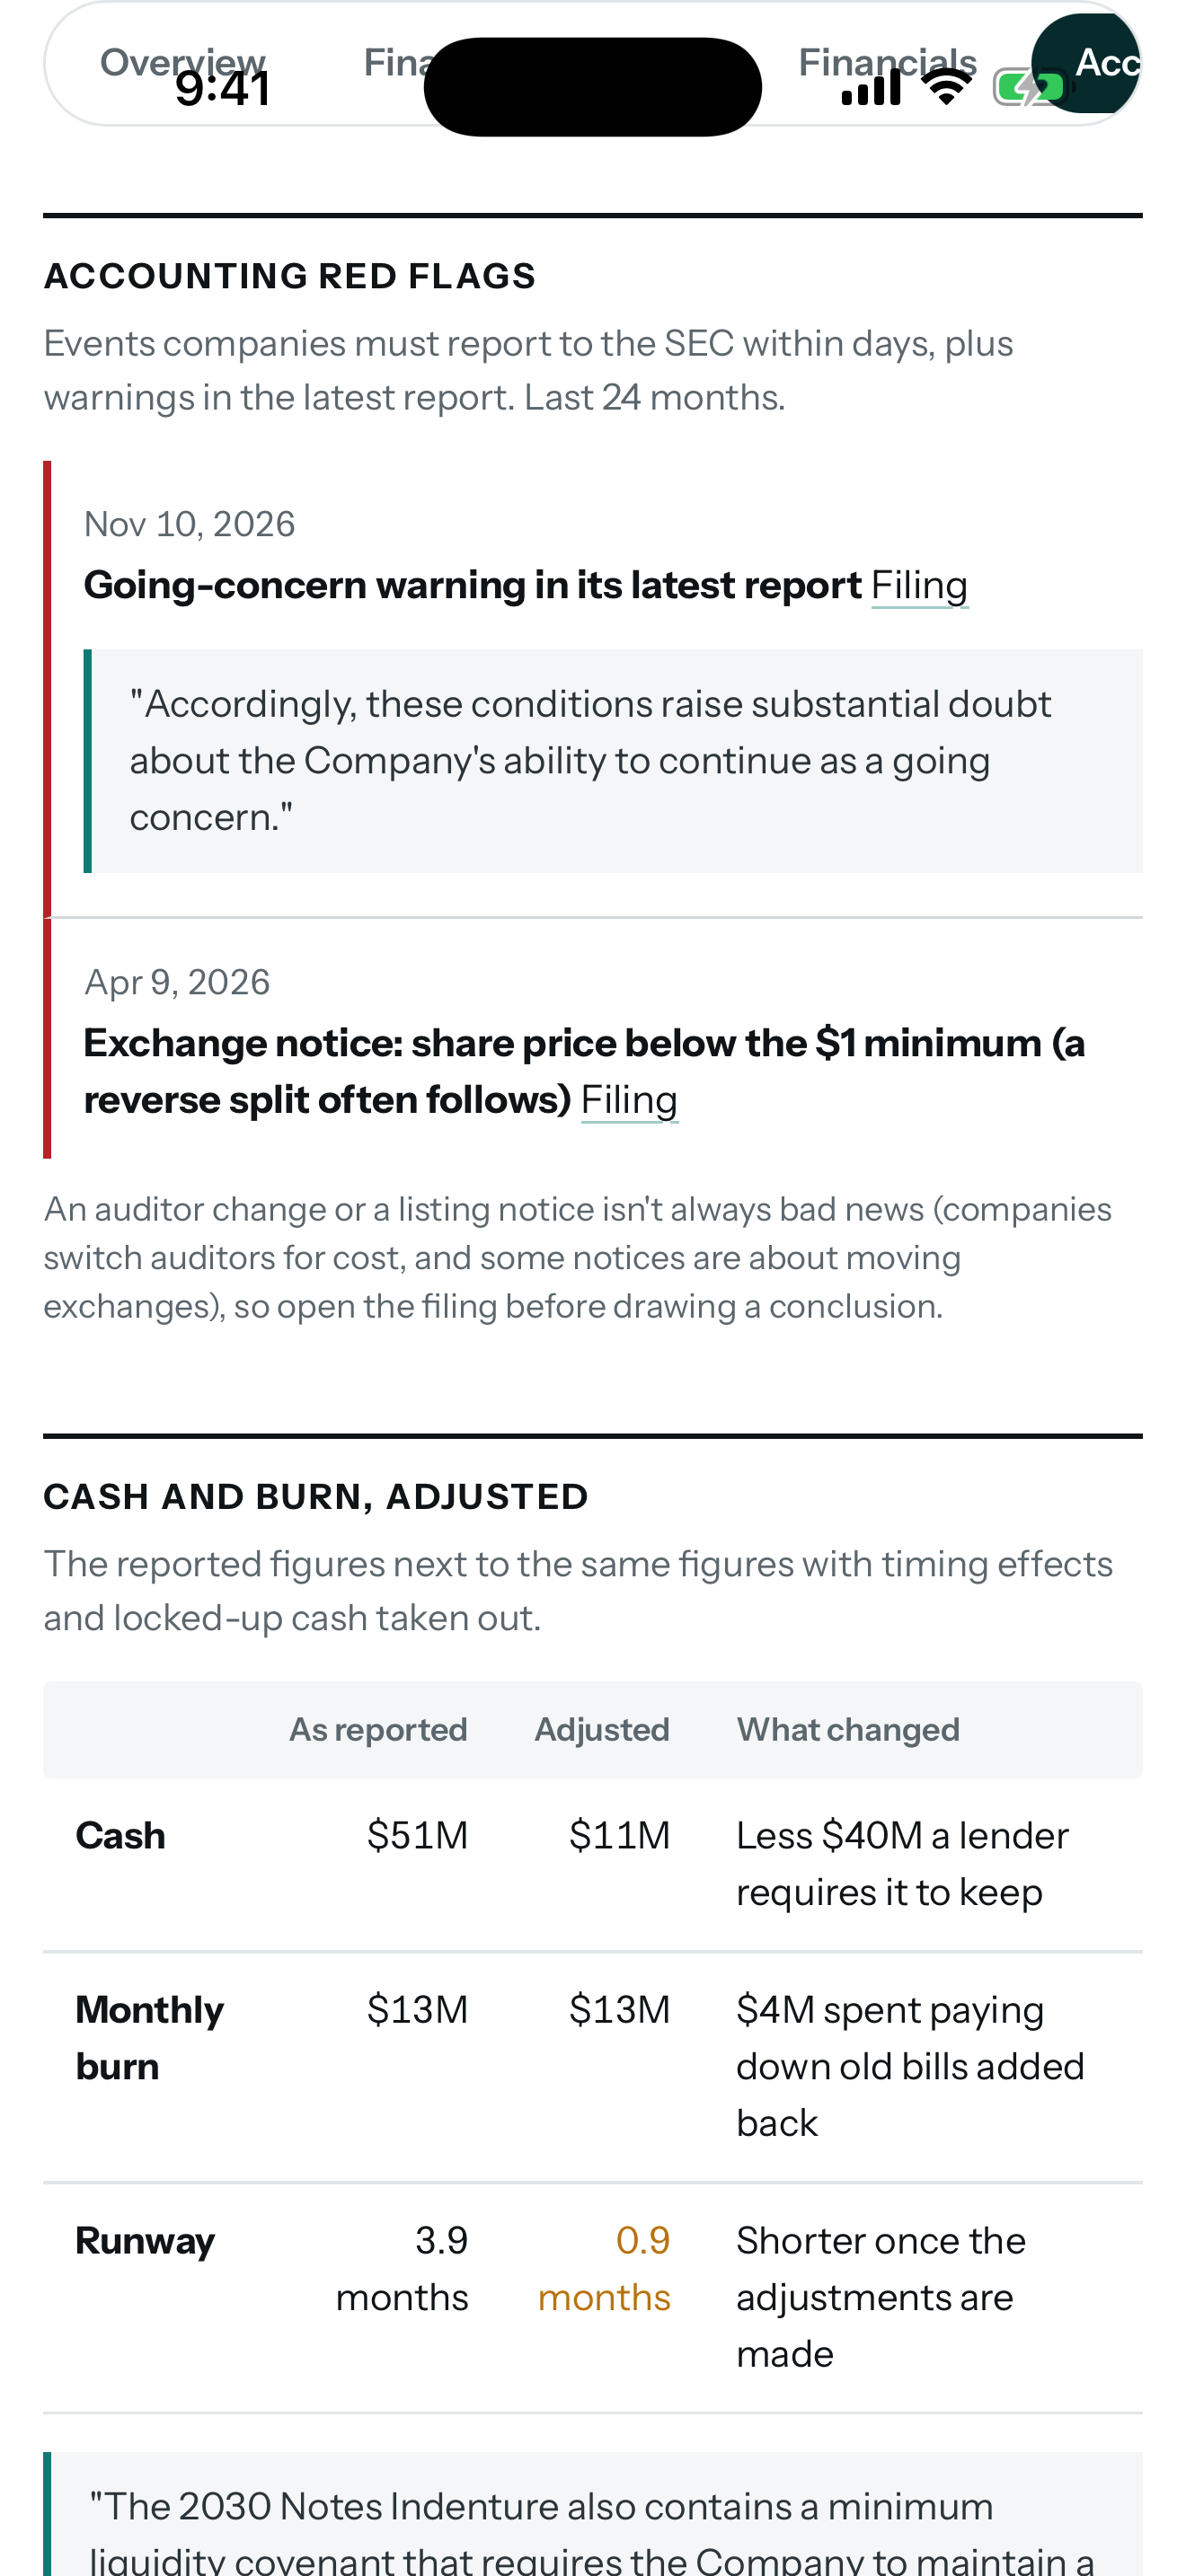 Overview Fina Financials Acc
9:41
ACCOUNTING RED FLAGS
Events companies must report to the SEC within days, plus
warnings in the latest report. Last 24 months.
Nov 10, 2026
Going-concern warning in its latest report Filing
"Accordingly, these conditions raise substantial doubt
about the Company's ability to continue as a going
concern."
Apr 9, 2026
Exchange notice: share price below the $1 minimum (a
reverse split often follows) Filing
An auditor change or a listing notice isn't always bad news (companies
switch auditors for cost, and some notices are about moving
exchanges), so open the filing before drawing a conclusion.
CASH AND BURN, ADJUSTED
The reported figures next to the same figures with timing effects
and locked-up cash taken out.
As reported Adjusted What changed
Cash $51M $11M Less $40M a lender
requires it to keep
Monthly $13M $13M $4M spent paying
burn down old bills added
back
Runway 3.9 0.9 Shorter once the
months months adjustments are
made
"The 2030 Notes Indenture also contains a minimum
liquidity covenant that requires the Company to maintain a